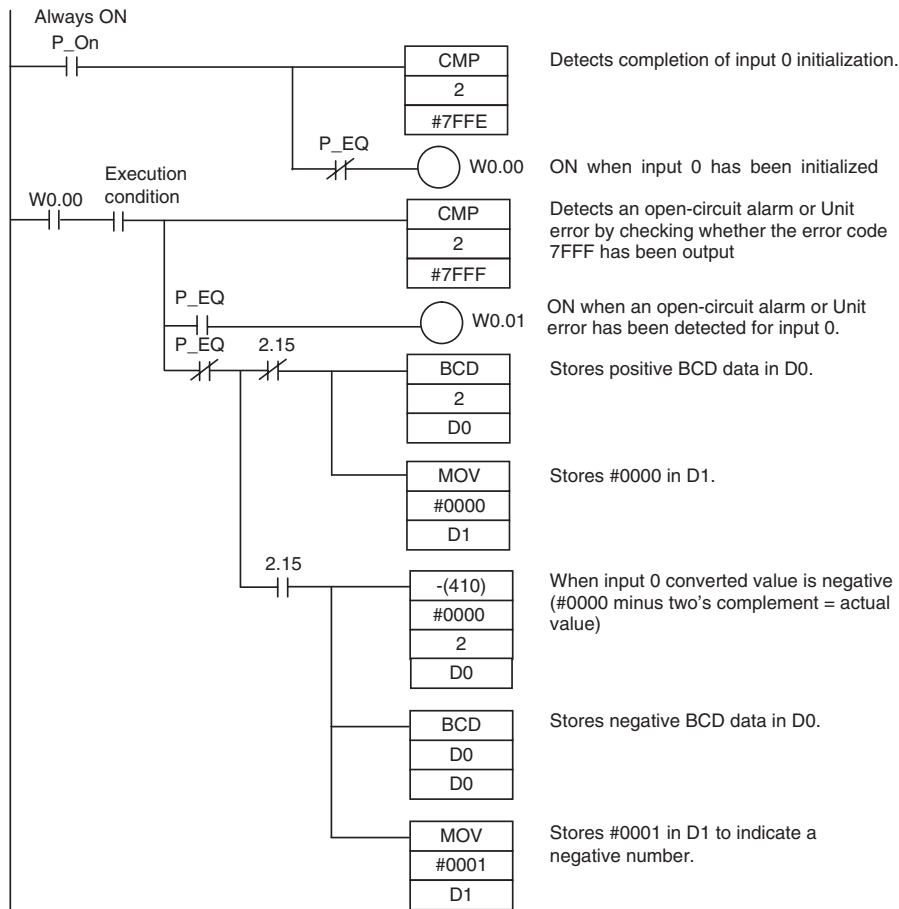 Always ON
P_On
CMP
2
#7FFE
Detects completion of input 0 initialization.
P_EQ
W0.00
ON when input 0 has been initialized
W0.00
Execution
condition
CMP
2
#7FFF
Detects an open-circuit alarm or Unit
error by checking whether the error code
7FFF has been output
P_EQ
W0.01
ON when an open-circuit alarm or Unit
error has been detected for input 0.
P_EQ
2.15
BCD
2
D0
Stores positive BCD data in D0.
MOV
#0000
D1
Stores #0000 in D1.
2.15
-(410)
#0000
2
D0
When input 0 converted value is negative
(#0000 minus two's complement = actual
value)
BCD
D0
D0
Stores negative BCD data in D0.
MOV
#0001
D1
Stores #0001 in D1 to indicate a
negative number.